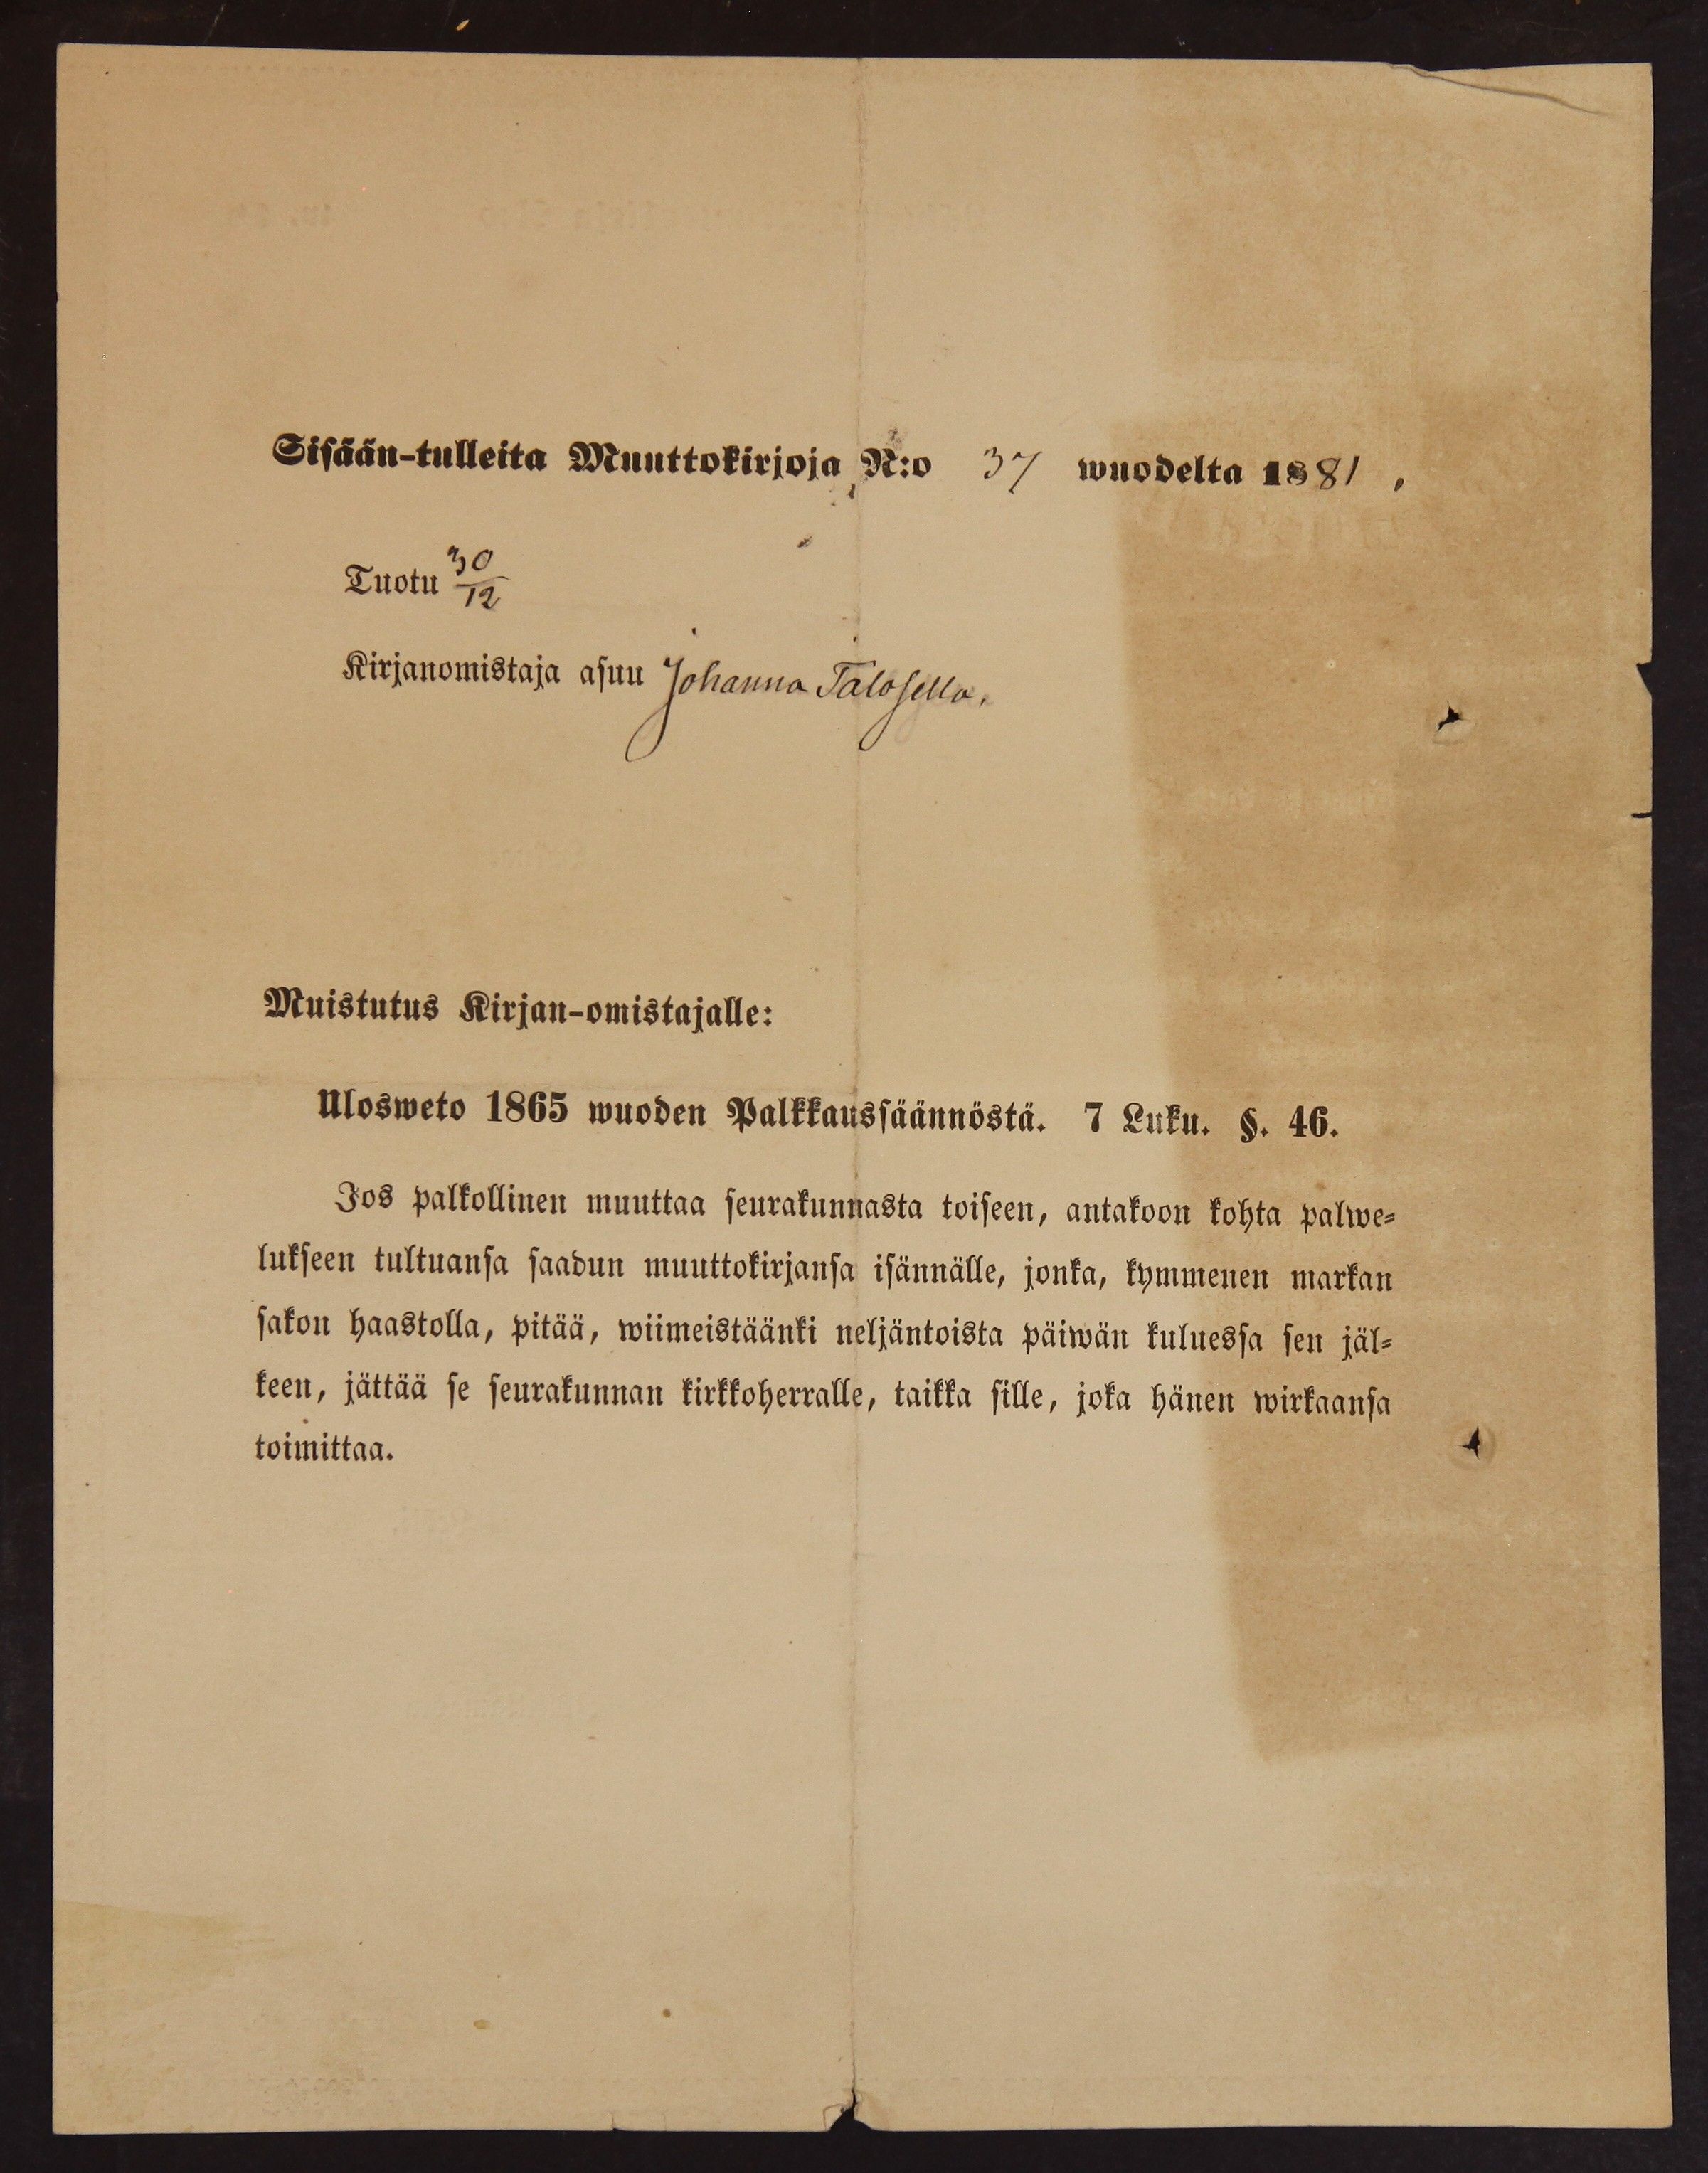 Sisään-tulleita Muuttokirjoja N:o 37 wuodelta 1881.
Tuotu 30/12
Kirjanomistaja asuu Johanna Talosella.
Muistutus Kirjan-omistajalle:
Ulosweto 1865 wuoden Palkkaussäännöstä. 7 Luku. §. 46.
Jos palkollinen muuttaa seurakunnasta toiseen, antakoon kohta palwe-
lukseen tultuansa saadun muuttokirjansa isännälle, jonka, kymmenen markan
sakon haastolla, pitää, wiimeistäänki neljäntoista päiwän kuluessa sen jäl-
keen, jättää se seurakunnan kirkkoherralle, taikka sille, joka hänen wirkaansa
toimittaa.